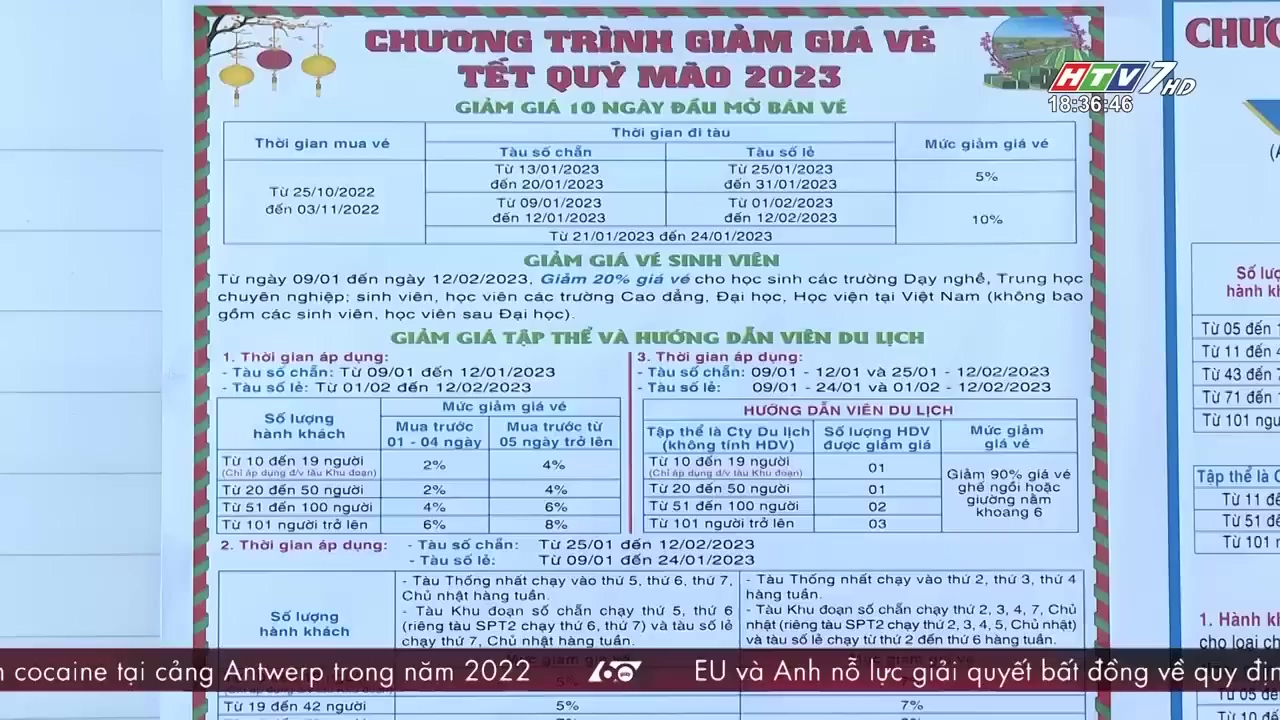 CHƯƠNG TRÌNH GIẢM GIÁ VÉ
TẾT QUÝ MÃO 2023
GIẢM GIÁ 10 NGÀY ĐẦU MỞ BÁN VÉ
Thời gian mua vé
Thời gian đi tàu
Mức giảm giá vé
Tàu số chẵn
Tàu số lẻ
Từ 25/10/2022
đến 03/11/2022
Từ 13/01/2023
đến 20/01/2023
Từ 25/01/2023
đến 31/01/2023
5%
Từ 09/01/2023
đến 12/01/2023
Từ 01/02/2023
đến 12/02/2023
10%
Từ 21/01/2023 đến 24/01/2023
GIẢM GIÁ VÉ SINH VIÊN
Từ ngày 09/01 đến ngày 12/02/2023, Giảm 20% giá vé cho học sinh các trường Dạy nghề, Trung học
chuyên nghiệp; sinh viên, học viên các trường Cao đẳng, Đại học, Học viện tại Việt Nam (không bao
gồm các sinh viên, học viên sau Đại học).
GIẢM GIÁ TẬP THỂ VÀ HƯỚNG DẪN VIÊN DU LỊCH
1. Thời gian áp dụng:
- Tàu số chẵn: Từ 09/01 đến 12/01/2023
- Tàu số lẻ: Từ 01/02 đến 12/02/2023
Số lượng
hành khách
Mức giảm giá vé
Mua trước
01 - 04 ngày
Mua trước từ
05 ngày trở lên
Từ 10 đến 19 người
(Chỉ áp dụng đ/v tàu Khu đoạn)
2%
4%
Từ 20 đến 50 người
2%
4%
Từ 51 đến 100 người
4%
6%
Từ 101 người trở lên
6%
8%
3. Thời gian áp dụng:
- Tàu số chẵn: 09/01 - 12/01 và 25/01 - 12/02/2023
- Tàu số lẻ: 09/01 - 24/01 và 01/02 - 12/02/2023
HƯỚNG DẪN VIÊN DU LỊCH
Tập thể là Cty Du lịch
(không tính HDV)
Số lượng HDV
được giảm giá
Mức giảm
giá vé
Từ 10 đến 19 người
(Chỉ áp dụng đ/v tàu Khu đoạn)
01
Từ 20 đến 50 người
01
Từ 51 đến 100 người
02
Từ 101 người trở lên
03
Giảm 90% giá vé
ghế ngồi hoặc
giường nằm
khoang 6
2. Thời gian áp dụng:
- Tàu số chẵn: Từ 25/01 đến 12/02/2023
- Tàu số lẻ: Từ 09/01 đến 24/01/2023
Số lượng
hành khách
- Tàu Thống nhất chạy vào thứ 5, thứ 6, thứ 7,
Chủ nhật hàng tuần.
- Tàu Khu đoạn số chẵn chạy thứ 5, thứ 6
(riêng tàu SPT2 chạy thứ 6, thứ 7) và tàu số lẻ
chạy thứ 7, Chủ nhật hàng tuần.
- Tàu Thống nhất chạy vào thứ 2, thứ 3, thứ 4
hàng tuần.
- Tàu Khu đoạn số chẵn chạy thứ 2, 3, 4, 7, Chủ
nhật (riêng tàu SPT2 chạy thứ 2, 3, 4, 5, Chủ nhật)
và tàu số lẻ chạy từ thứ 2 đến thứ 6 hàng tuần.
Từ 19 đến 42 người
5%
7%
HTV7 HD
18:36:46
Số lượ
hành kh
Từ 05 đến
Từ 11 đến
Từ 43 đến
Từ 71 đến
Từ 101 ngư
Tập thể là C
Từ 11 đế
Từ 51 đế
Từ 101 n
1. Hành kh
cho loại ch
cocaine tại cảng Antwerp trong năm 2022
60 giây
EU và Anh nỗ lực giải quyết bất đồng về quy địn